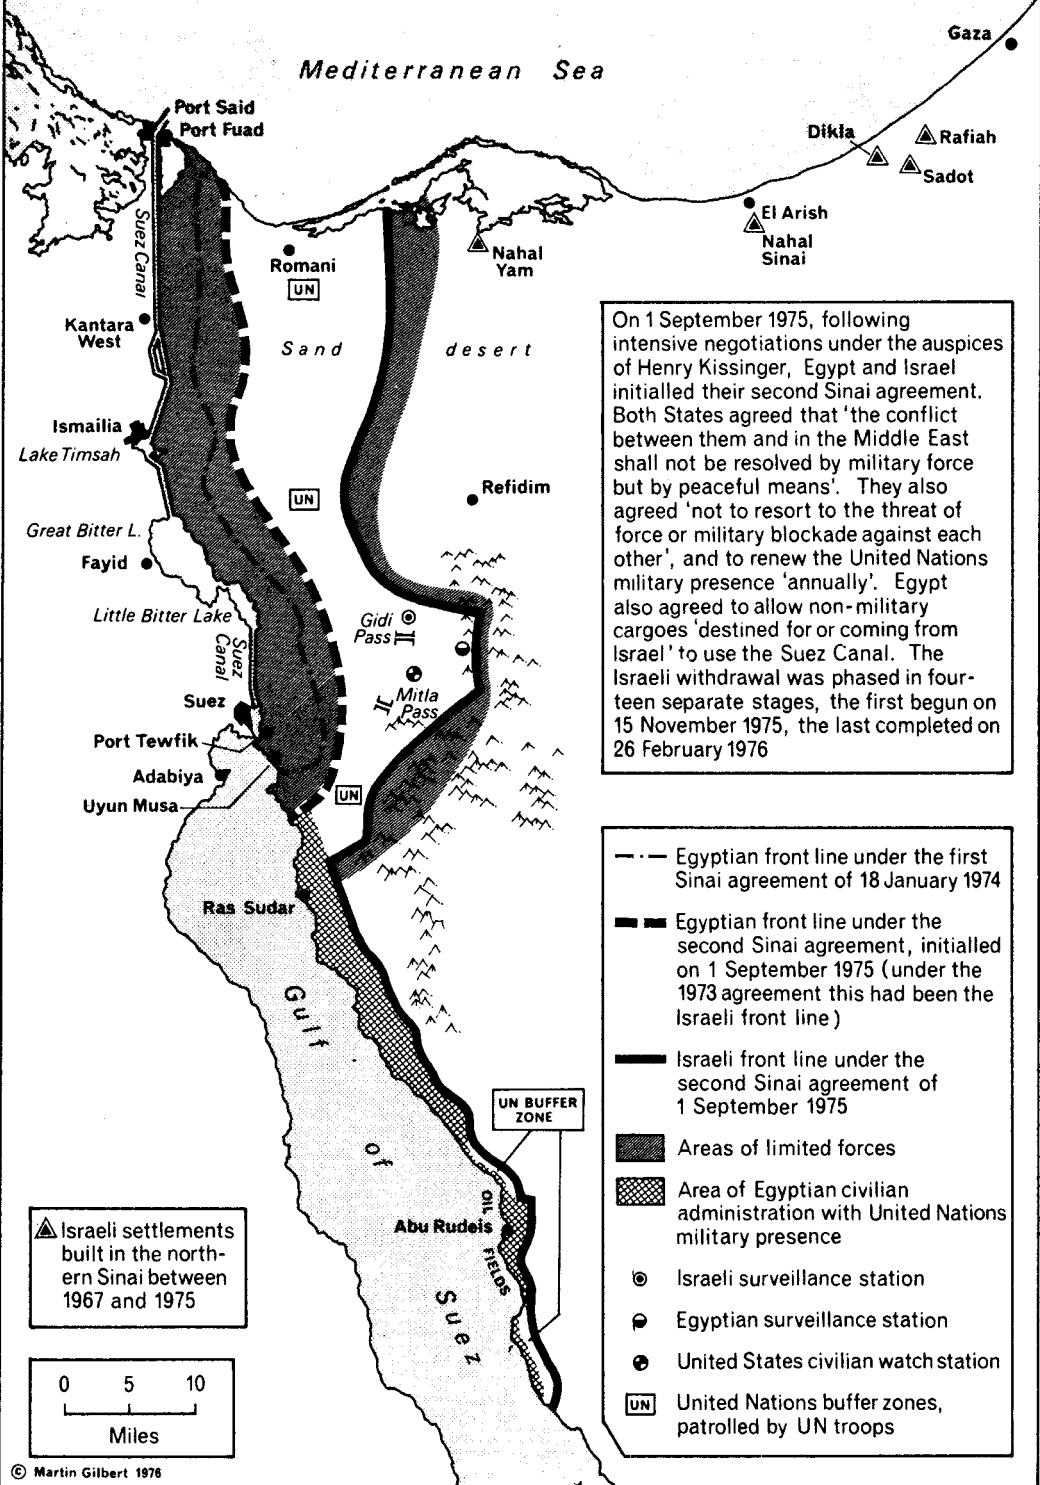 Gaza
Mediterranean Sea
Port Said
Port Fuad
Dikla
Rafiah
Sadot
El Arish
Nahal
Sinai
Nahal
Yam
Romani
UN
Suez Canal
Kantara
West
Sand desert
Ismailia
Lake Timsah
UN
Refidim
Great Bitter L.
Fayid
Little Bitter Lake
Suez
Canal
Gidi
Pass
Mitla
Pass
Suez
Port Tewfik
Adabiya
Uyun Musa
UN
Ras Sudar
Gulf
of
Suez
UN BUFFER
ZONE
OIL
FIELDS
Abu Rudeis
On 1 September 1975, following
intensive negotiations under the auspices
of Henry Kissinger, Egypt and Israel
initialled their second Sinai agreement.
Both States agreed that 'the conflict
between them and in the Middle East
shall not be resolved by military force
but by peaceful means'. They also
agreed 'not to resort to the threat of
force or military blockade against each
other', and to renew the United Nations
military presence 'annually'. Egypt
also agreed to allow non-military
cargoes 'destined for or coming from
Israel' to use the Suez Canal. The
Israeli withdrawal was phased in four-
teen separate stages, the first begun on
15 November 1975, the last completed on
26 February 1976
Egyptian front line under the first
Sinai agreement of 18 January 1974
Egyptian front line under the
second Sinai agreement, initialled
on 1 September 1975 (under the
1973 agreement this had been the
Israeli front line)
Israeli front line under the
second Sinai agreement of
1 September 1975
Areas of limited forces
Area of Egyptian civilian
administration with United Nations
military presence
Israeli surveillance station
Egyptian surveillance station
United States civilian watch station
UN United Nations buffer zones,
patrolled by UN troops
Israeli settlements
built in the north-
ern Sinai between
1967 and 1975
0 5 10
Miles
© Martin Gilbert 1976